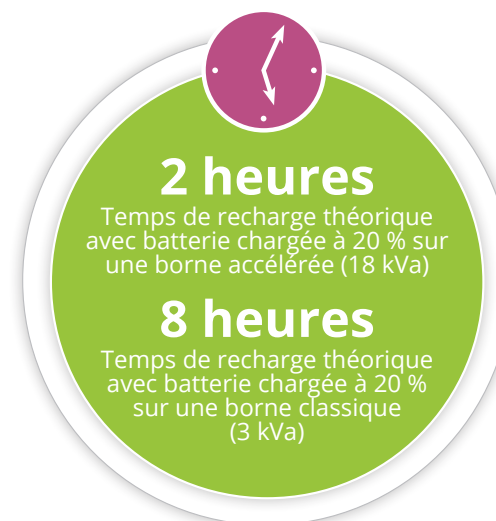 2 heures
Temps de recharge théorique
avec batterie chargée à 20 % sur
une borne accélérée (18 kVa)
8 heures
Temps de recharge théorique
avec batterie chargée à 20 %
sur une borne classique
(3 kVa)